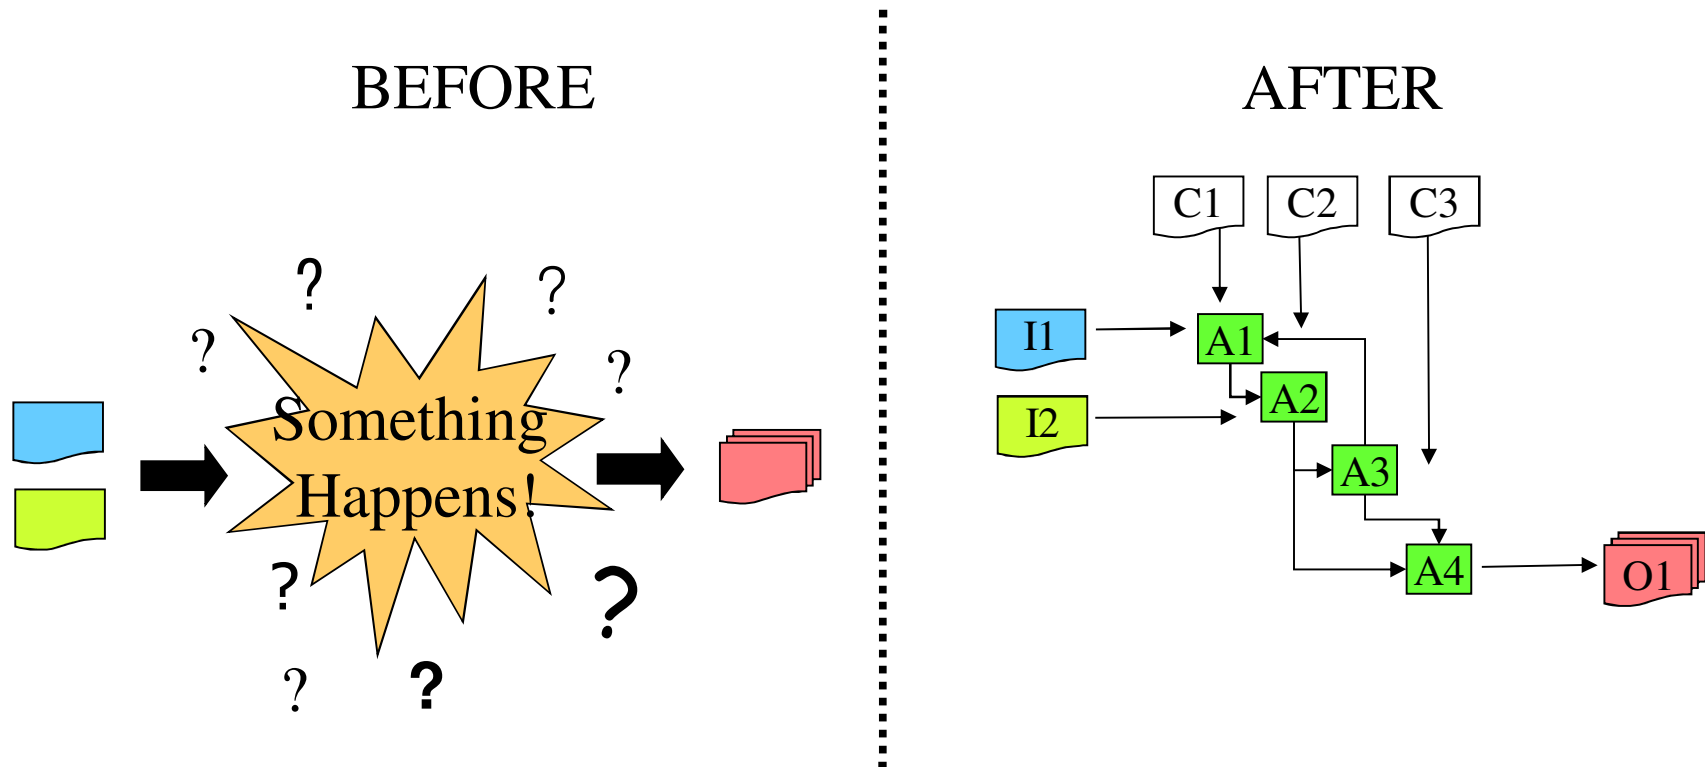 BEFORE
?
?
?
?
Something
Happens!
?
?
?
?
AFTER
C1 C2 C3
I1
A1
I2
A2
A3
A4
O1